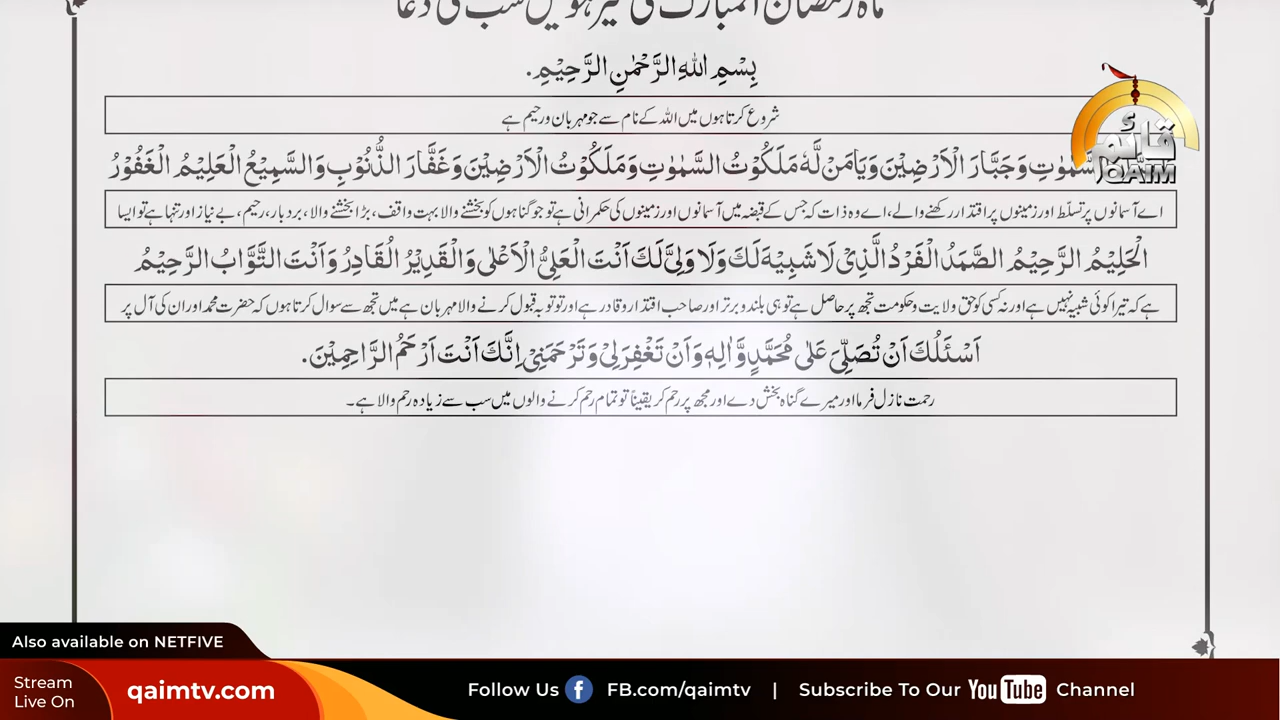 ماہ رمضان المبارک کی تیرہویں شب کی دعا
بِسْمِ اللهِ الرَّحْمٰنِ الرَّحِيْمِ.
شروع کرتا ہوں میں اللہ کے نام سے جو مہربان و رحیم ہے
السَّمٰوٰتِ وَجَبَّارَ الْاَرْضِيْنَ وَيَامَنْ لَّهٗ مَلَكُوْتُ السَّمٰوٰتِ وَمَلَكُوْتُ الْاَرْضِيْنَ وَغَفَّارَ الذُّنُوْبِ وَالسَّمِيْعُ الْعَلِيْمُ الْغَفُوْرُ
اے آسمانوں پر تسلّط اور زمینوں پر اقتدار رکھنے والے، اے وہ ذات کہ جس کے قبضہ میں آسمانوں اور زمینوں کی حکمرانی ہے تو جو گناہوں کو بخشنے والا بہت واقف، بڑا بخشنے والا، بردبار، رحیم، بے نیاز اور تنہا ہے تو ایسا
الْحَلِيْمُ الرَّحِيْمُ الصَّمَدُ الْفَرْدُ الَّذِيْ لَا شَبِيْهَ لَكَ وَلَا وَلِيَّ لَكَ اَنْتَ الْعَلِيُّ الْاَعْلٰى وَالْقَدِيْرُ الْقَادِرُ وَاَنْتَ التَّوَّابُ الرَّحِيْمُ
ہے کہ تیرا کوئی شبیہ نہیں ہے اور نہ کسی کو حق ولایت و حکومت تجھ پر حاصل ہے تو ہی بلند و برتر اور صاحب اقتدار و قادر ہے اور تو توبہ قبول کرنے والا مہربان ہے میں تجھ سے سوال کرتا ہوں کہ حضرت محمد اور ان کی آل پر
اَسْئَلُكَ اَنْ تُصَلِّيَ عَلٰى مُحَمَّدٍ وَّاٰلِهٖ وَاَنْ تَغْفِرَ لِيْ وَتَرْحَمَنِيْ اِنَّكَ اَنْتَ اَرْحَمُ الرَّاحِمِيْنَ.
رحمت نازل فرما اور میرے گناہ بخش دے اور مجھ پر رحم کر یقیناً تو تمام رحم کرنے والوں میں سب سے زیادہ رحم والا ہے۔
قائم
QAIM
Also available on NETFIVE
Stream
Live On
qaimtv.com
Follow Us FB.com/qaimtv | Subscribe To Our YouTube Channel